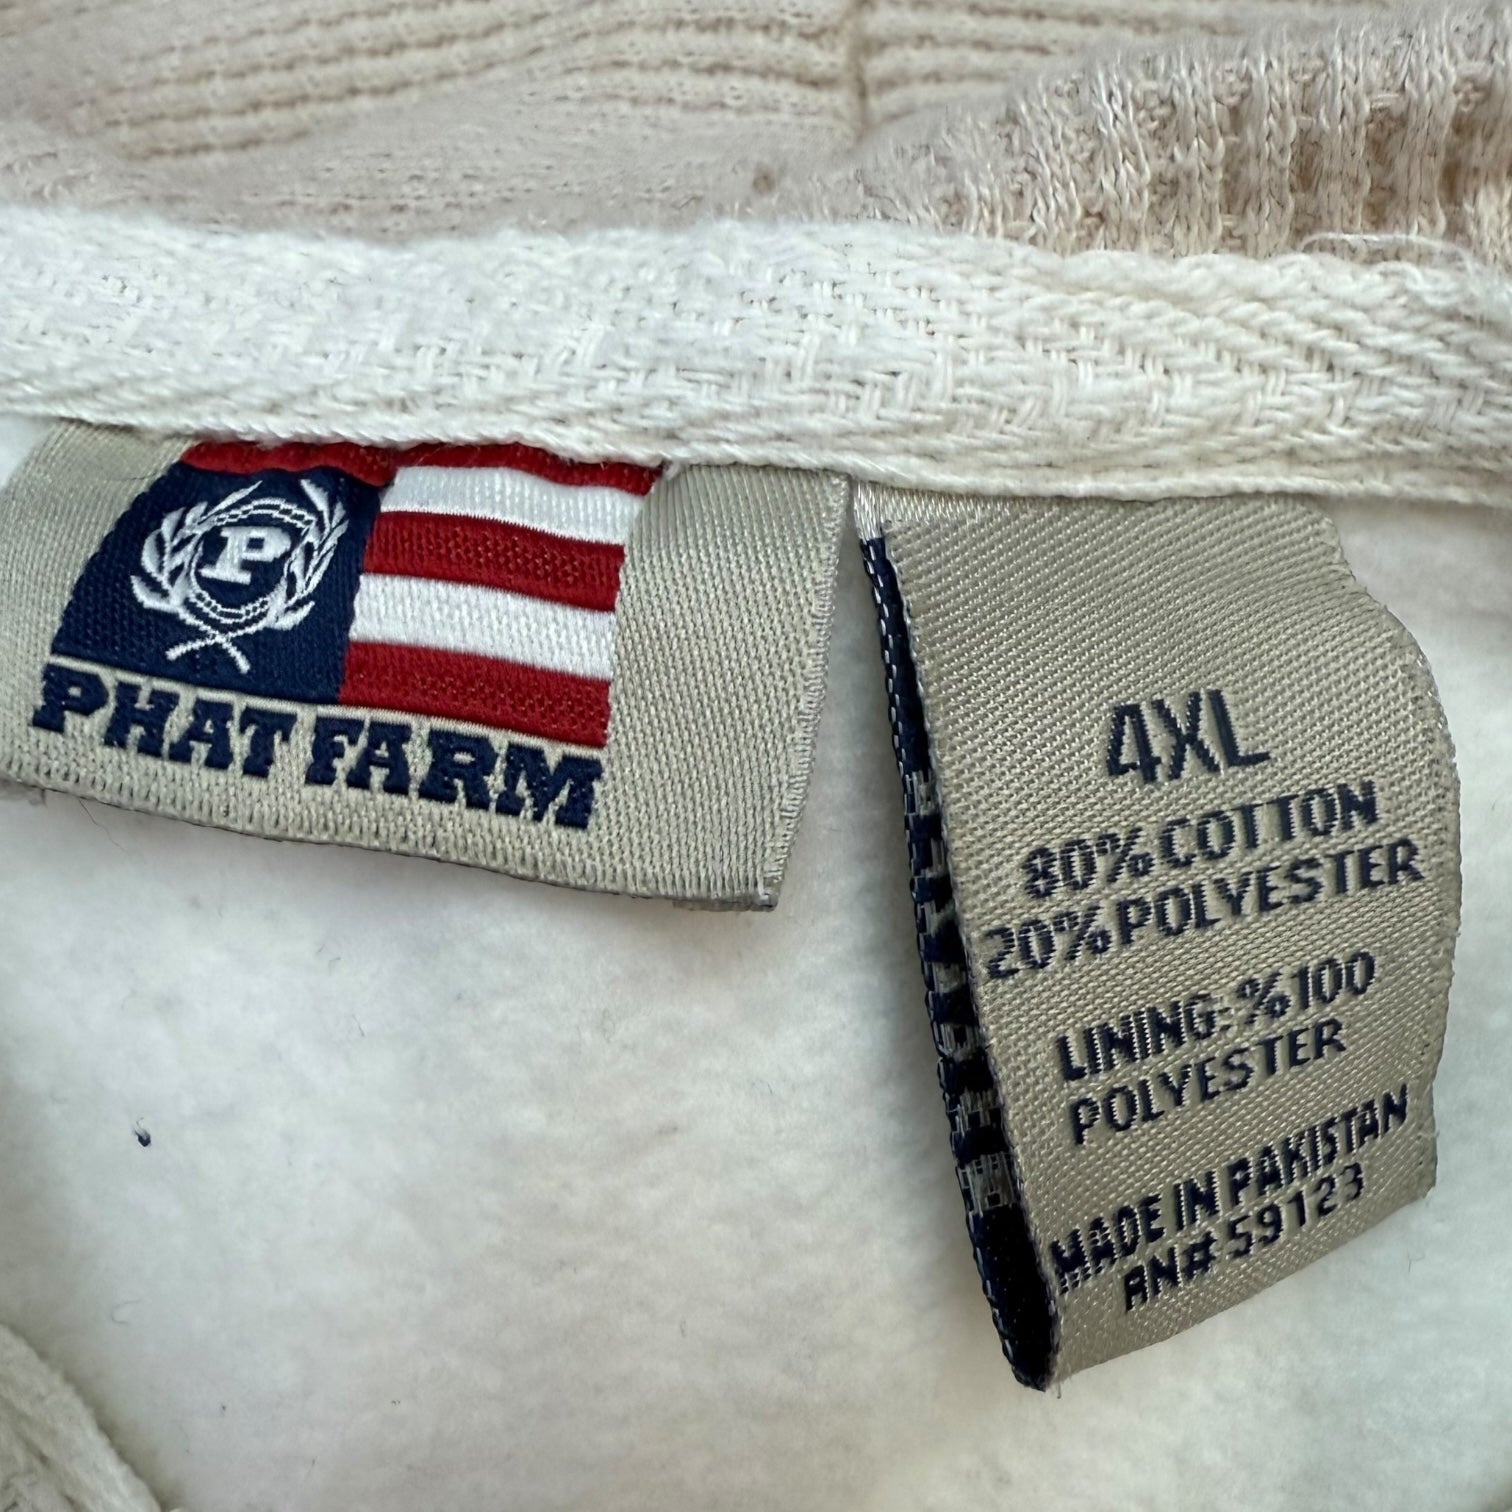 P
PHAT FARM
4XL
80% COTTON
20% POLYESTER
LINING: %100
POLYESTER
MADE IN PAKISTAN
RN# 59123